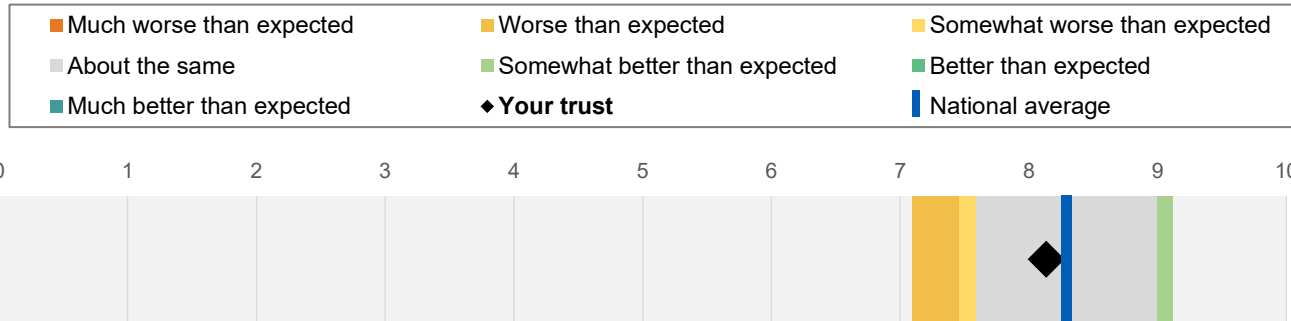 Much worse than expected Worse than expected Somewhat worse than expected
About the same Somewhat better than expected Better than expected
Much better than expected Your trust National average
0 1 2 3 4 5 6 7 8 9 10